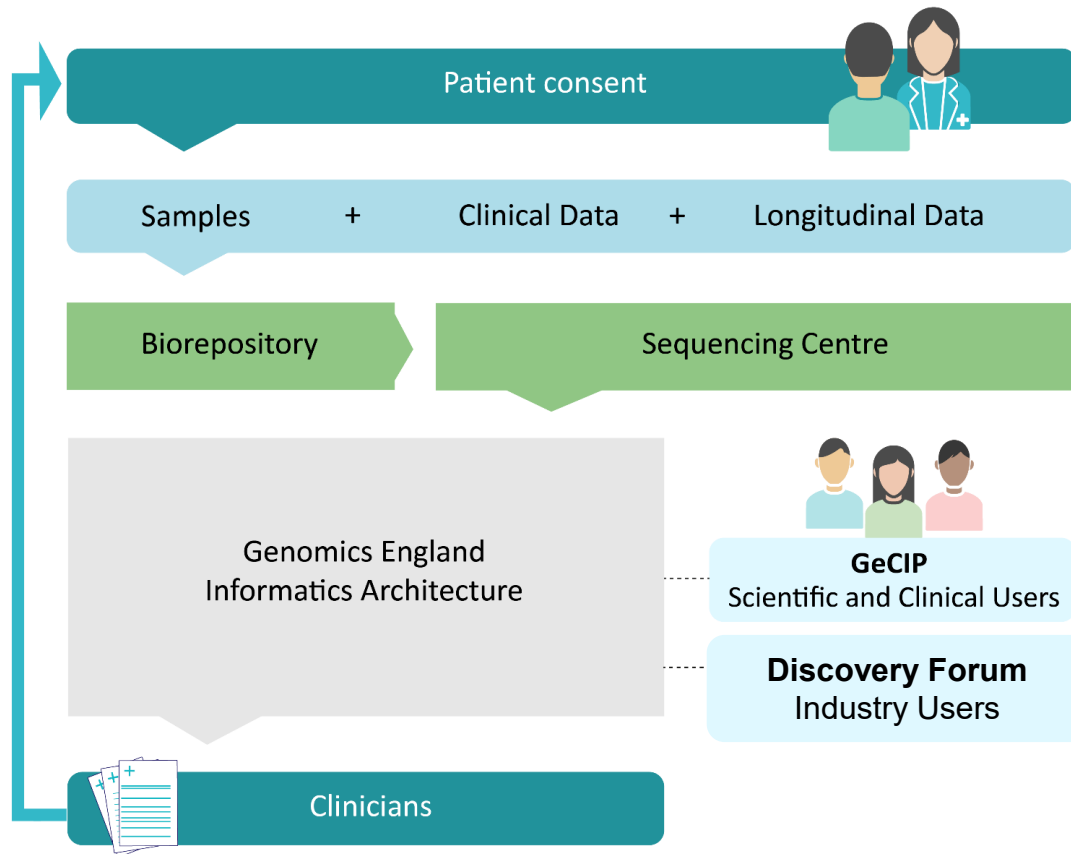 Patient consent
Samples + Clinical Data + Longitudinal Data
Biorepository
Sequencing Centre
Genomics England
Informatics Architecture
GeCIP
Scientific and Clinical Users
Discovery Forum
Industry Users
Clinicians